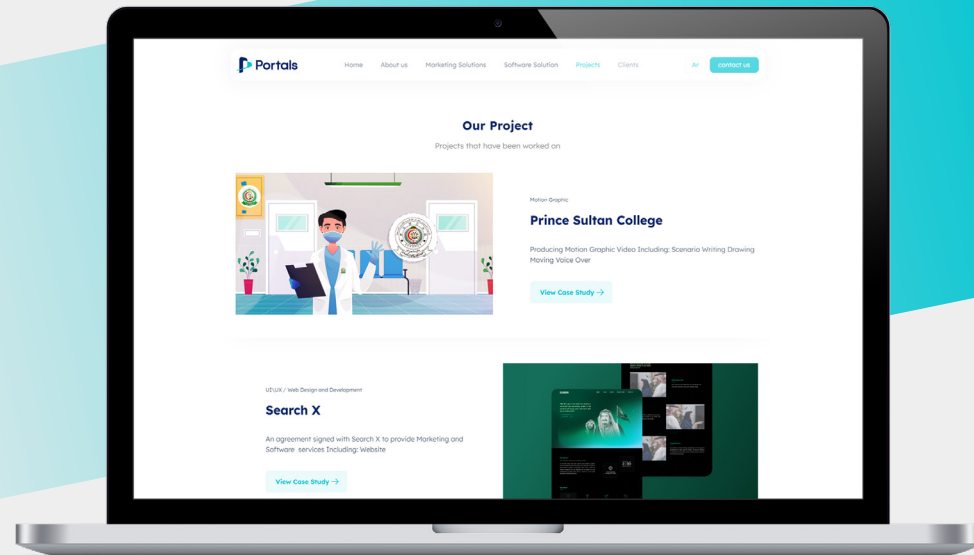 Portals
Home
About us
Marketing Solutions
Software Solution
Projects
Clients
Ar
contact us
Our Project
Projects that have been worked on
Motion Graphic
Prince Sultan College
Producing Motion Graphic Video Including: Scenario Writing Drawing
Moving Voice Over
View Case Study →
UI\UX / Web Design and Development
Search X
An agreement signed with Search X to provide Marketing and
Software services Including: Website
View Case Study →